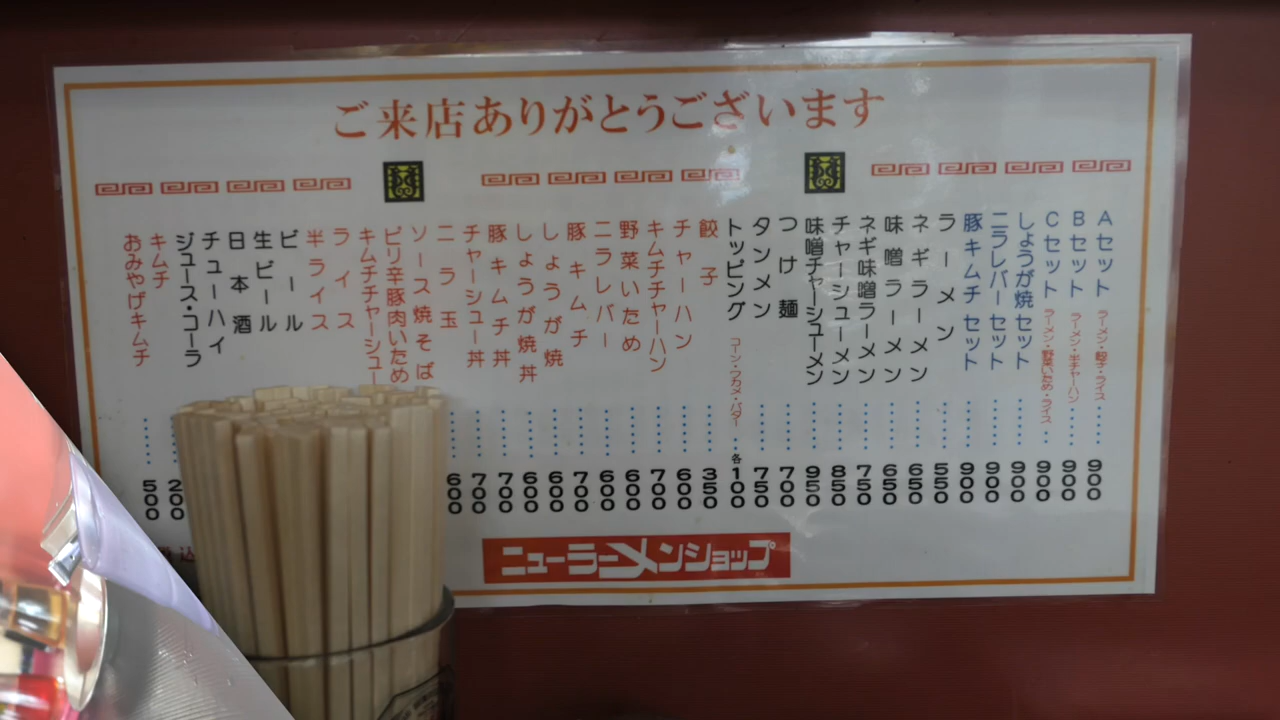 ご来店ありがとうございます
Aセット ラーメン・餃子・ライス 900
Bセット ラーメン・半チャーハン 900
Cセット ラーメン・野菜いため・ライス 900
しょうが焼セット 900
ニラレバーセット 900
豚キムチセット 900
ラーメン 550
ネギラーメン 650
味噌ラーメン 650
ネギ味噌ラーメン 750
チャーシューメン 850
味噌チャーシューメン 950
つけ麺 700
タンメン 750
トッピング コーン・ワカメ・バター 各100
餃子 350
チャーハン 600
キムチチャーハン 700
野菜いため 600
ニラレバー 600
豚キムチ 700
しょうが焼 600
しょうが焼丼 600
豚キムチ丼 700
チャーシュー丼 700
ニラ玉 600
ソース焼そば
ピリ辛豚肉いため
キムチチャーシュー
ライス
半ライス
ビール
生ビール
日本酒
チューハイ
ジュース・コーラ
キムチ 200
おみやげキムチ 500
ニューラーメンショップ